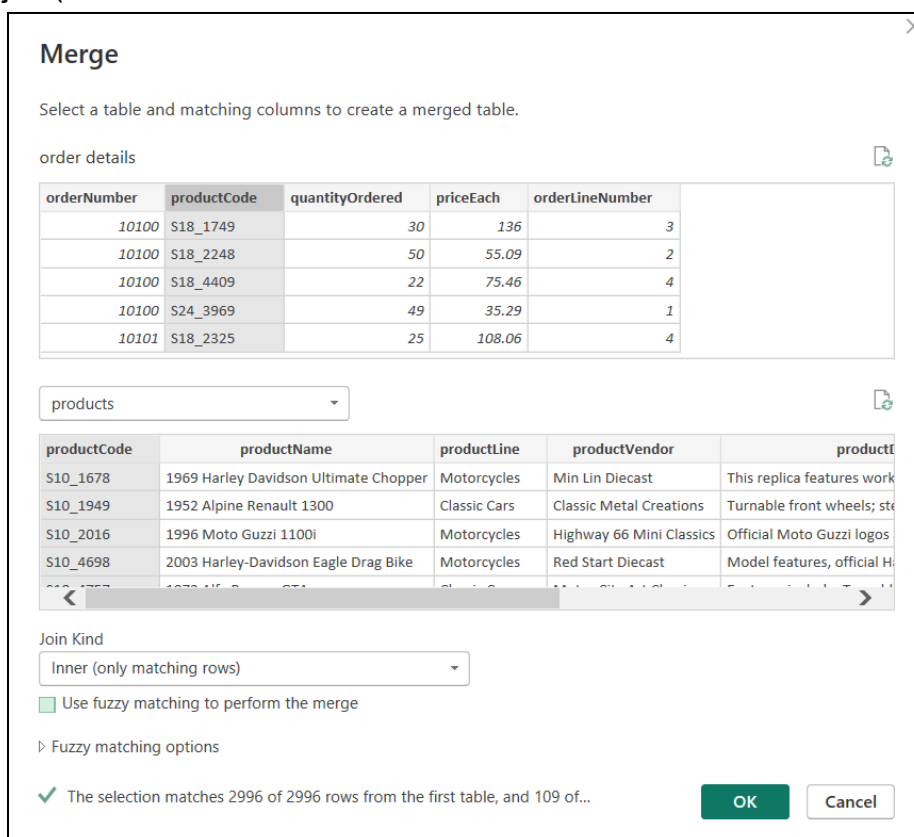 Merge
Select a table and matching columns to create a merged table.
order details
orderNumber productCode quantityOrdered priceEach orderLineNumber
10100 S18_1749 30 136 3
10100 S18_2248 50 55.09 2
10100 S18_4409 22 75.46 4
10100 S24_3969 49 35.29 1
10101 S18_2325 25 108.06 4
products
productCode productName productLine productVendor
S10_1678 1969 Harley Davidson Ultimate Chopper Motorcycles Min Lin Diecast This replica features work
S10_1949 1952 Alpine Renault 1300 Classic Cars Classic Metal Creations Turnable front wheels; ste
S10_2016 1996 Moto Guzzi 1100i Motorcycles Highway 66 Mini Classics Official Moto Guzzi logos
S10_4698 2003 Harley-Davidson Eagle Drag Bike Motorcycles Red Start Diecast Model features, official Ha
Join Kind
Inner (only matching rows)
Use fuzzy matching to perform the merge
Fuzzy matching options
The selection matches 2996 of 2996 rows from the first table, and 109 of...
OK Cancel